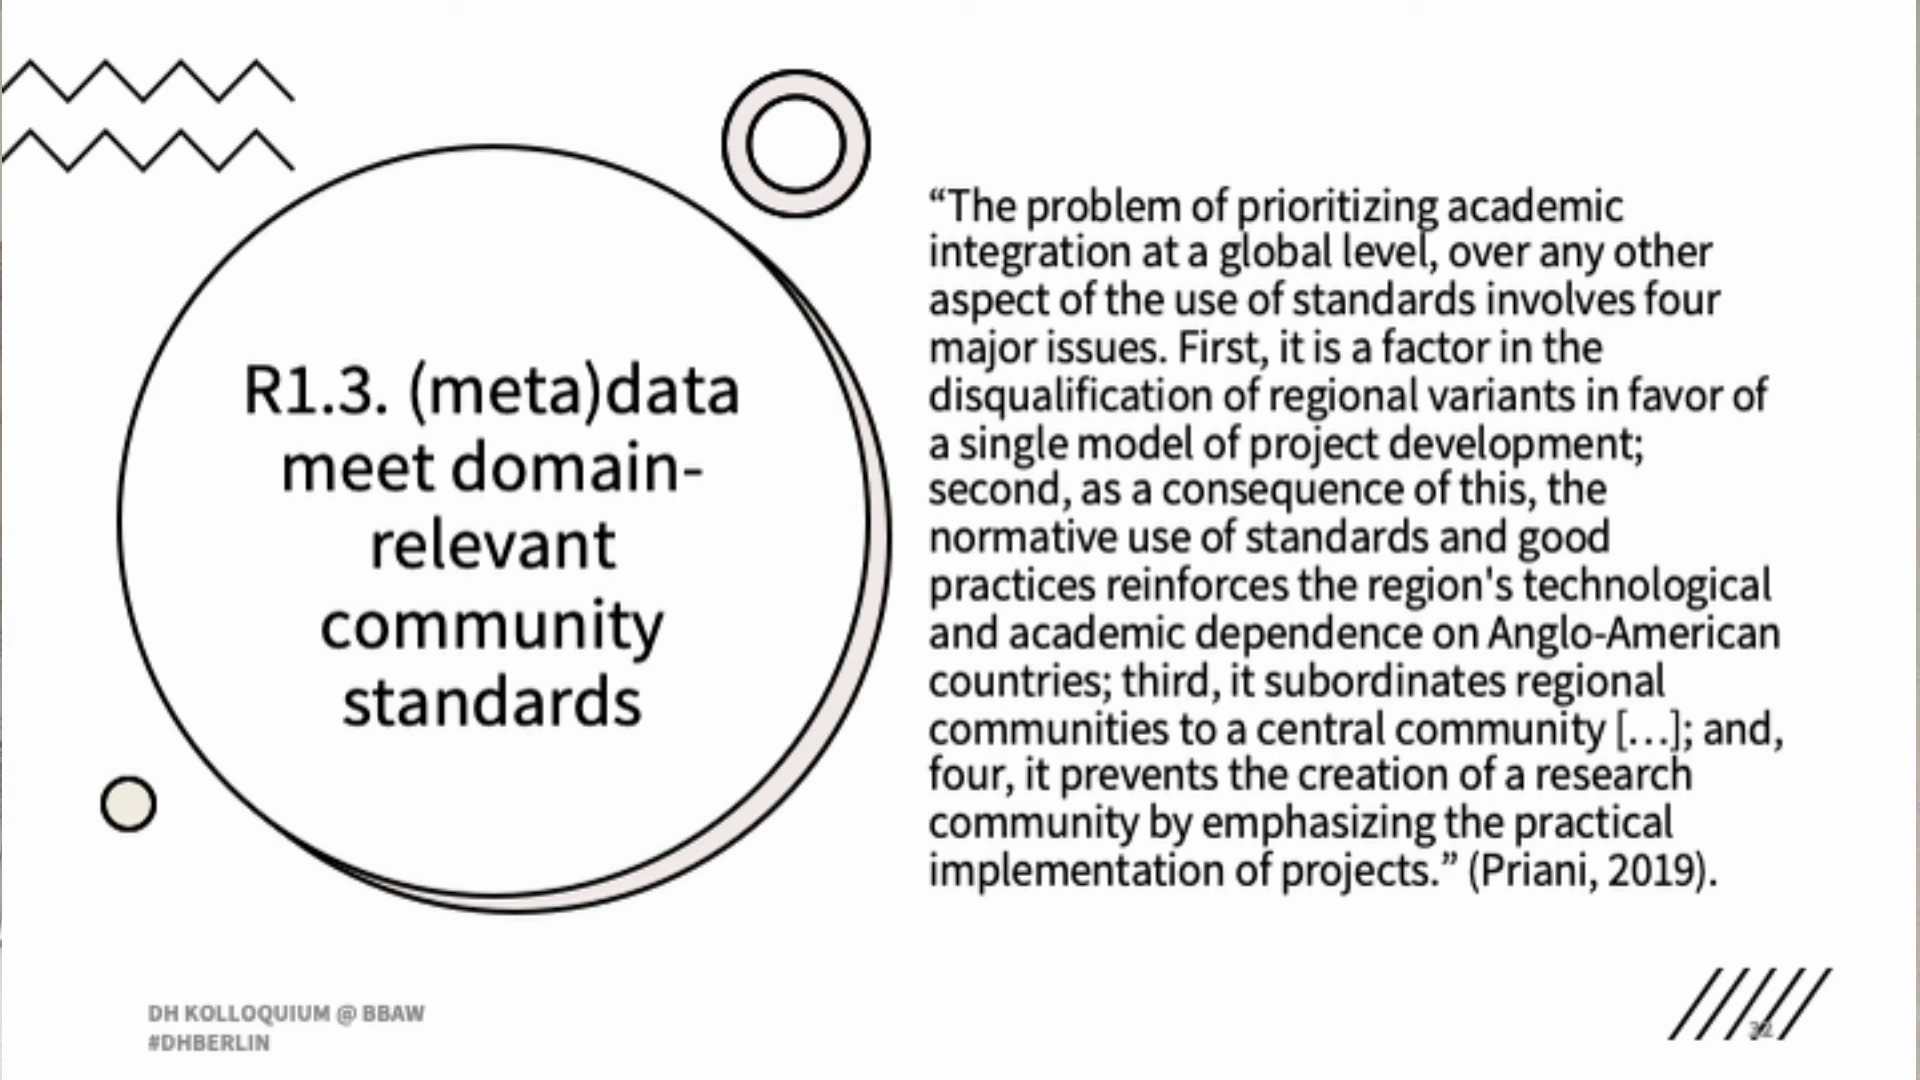 R1.3. (meta)data
meet domain-
relevant
community
standards
“The problem of prioritizing academic
integration at a global level, over any other
aspect of the use of standards involves four
major issues. First, it is a factor in the
disqualification of regional variants in favor of
a single model of project development;
second, as a consequence of this, the
normative use of standards and good
practices reinforces the region's technological
and academic dependence on Anglo-American
countries; third, it subordinates regional
communities to a central community […]; and,
four, it prevents the creation of a research
community by emphasizing the practical
implementation of projects.” (Priani, 2019).
DH KOLLOQUIUM @ BBAW
#DHBERLIN